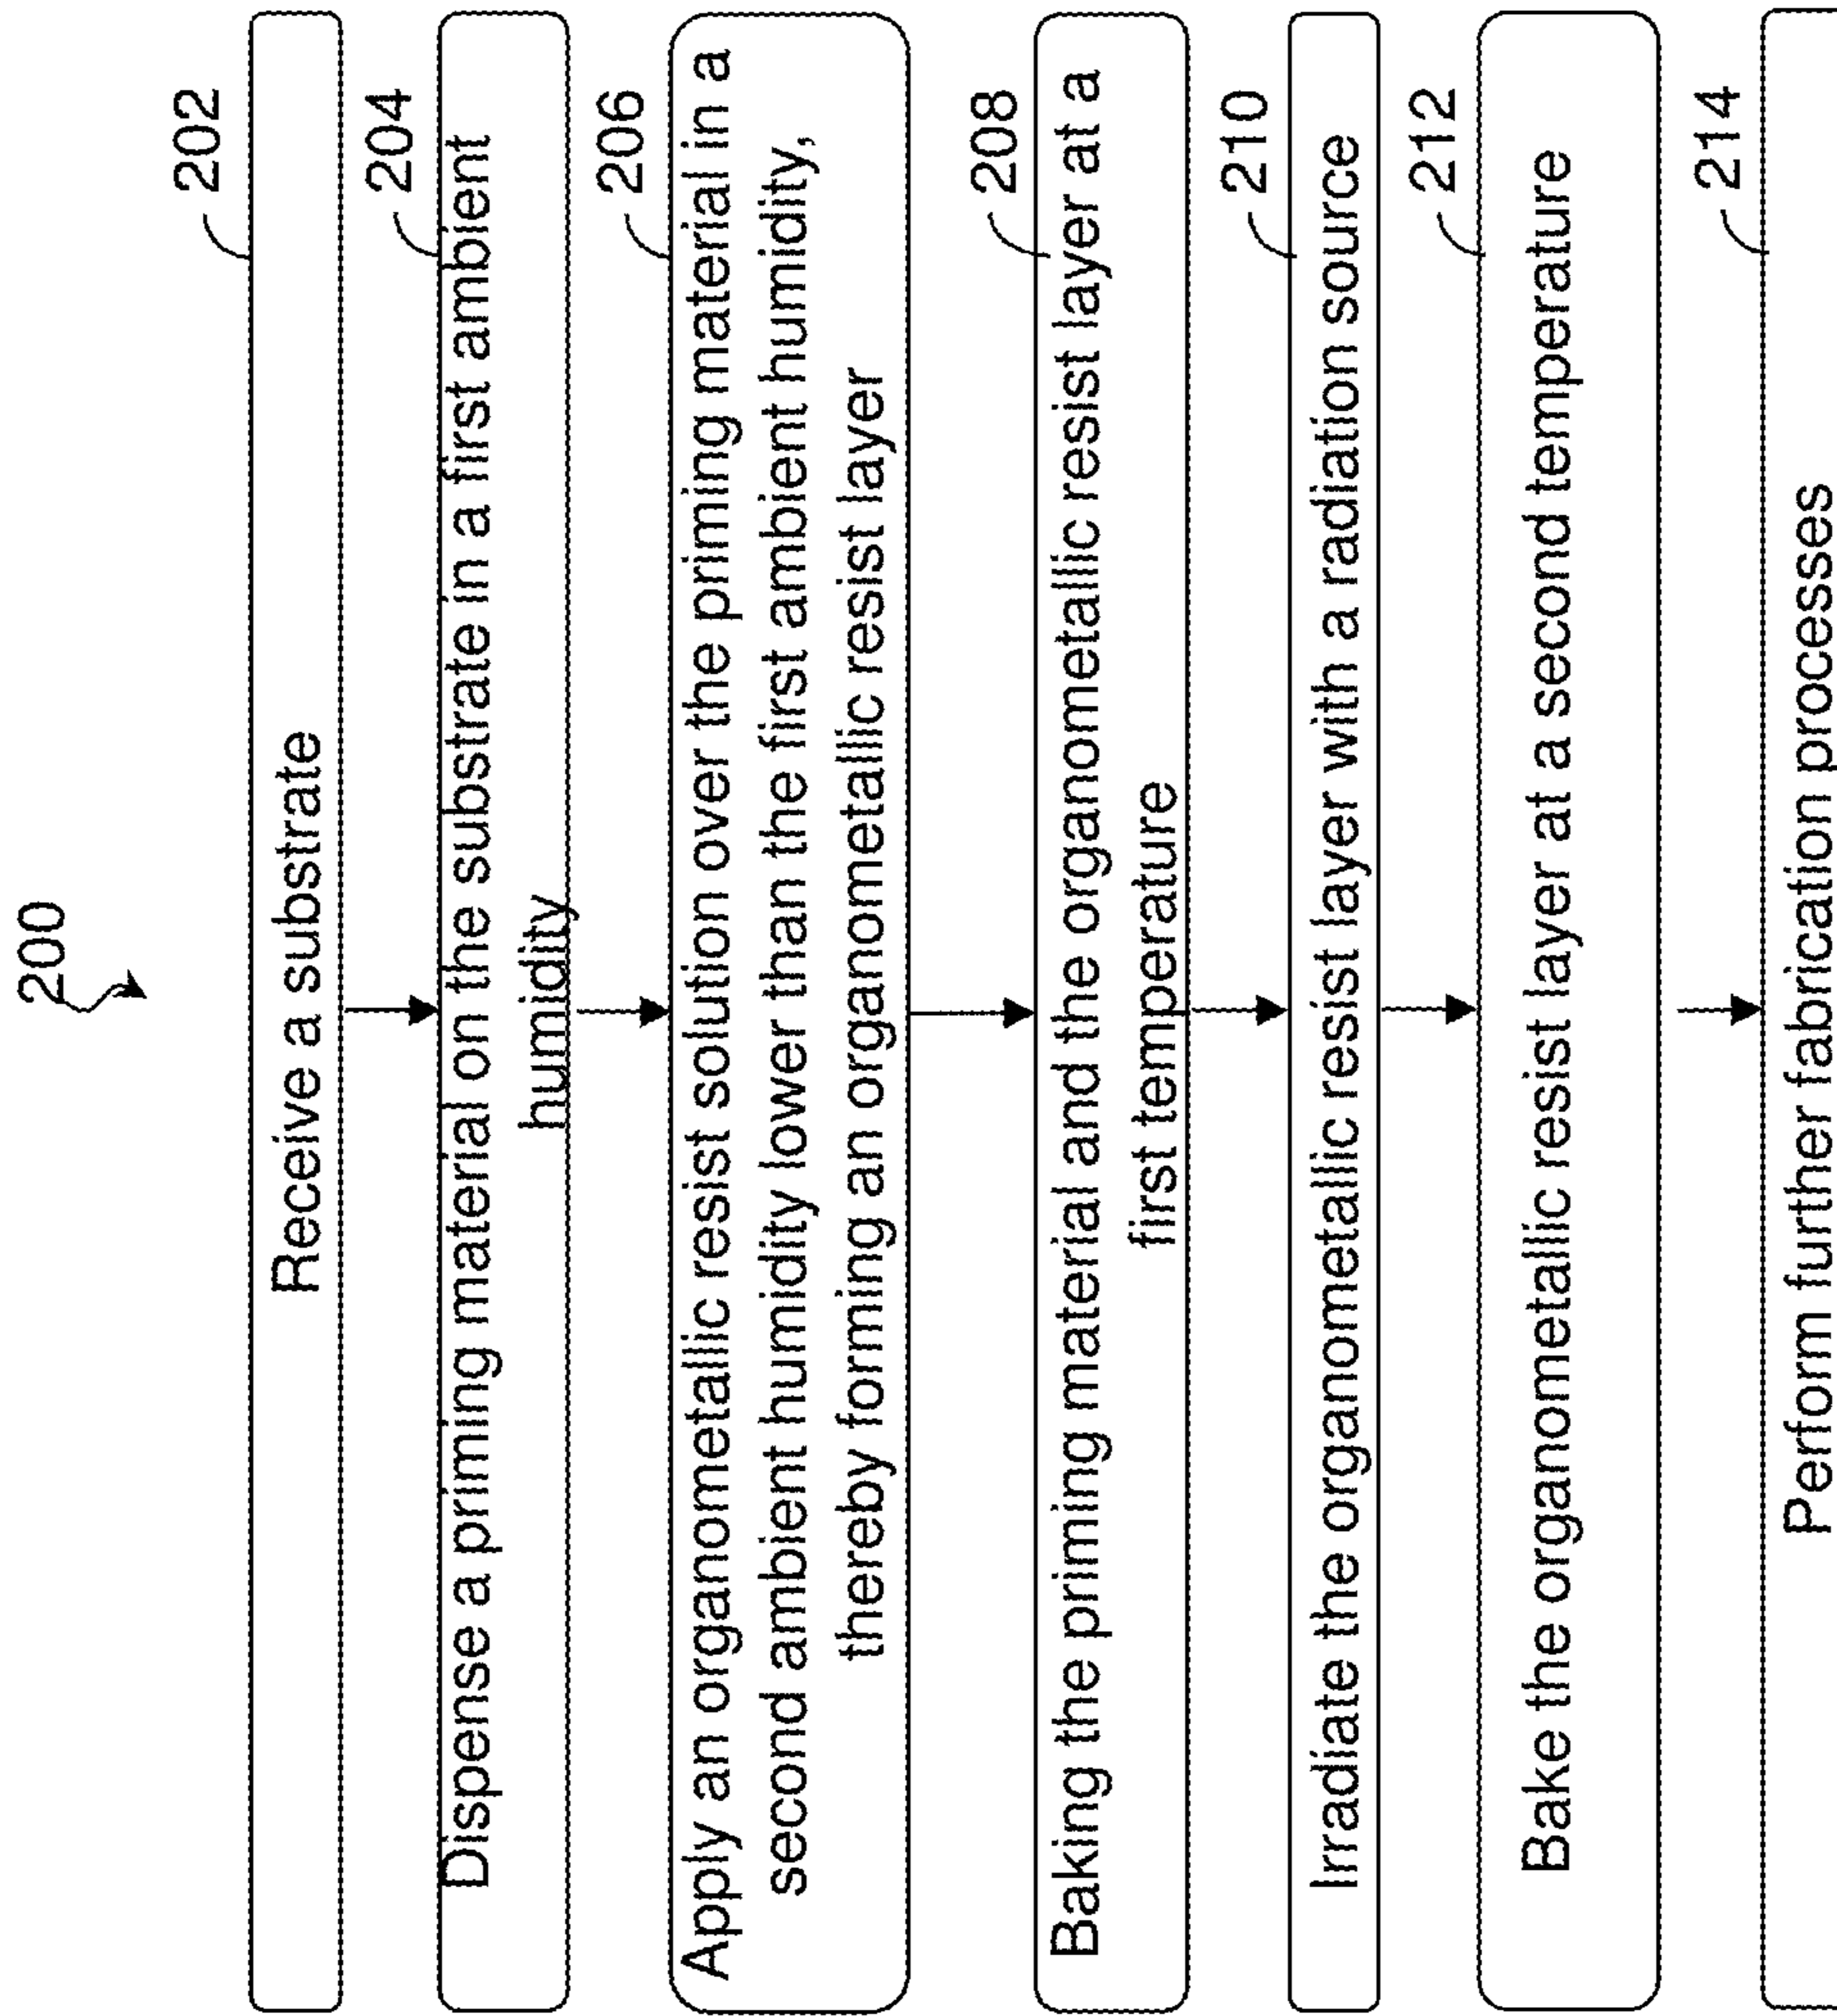 200
202
Receive a substrate
204
Dispense a priming material on the substrate in a first ambient
humidity
206
Apply an organometallic resist solution over the priming material in a
second ambient humidity lower than the first ambient humidity,
thereby forming an organometallic resist layer
208
Baking the priming material and the organometallic resist layer at a
first temperature
210
Irradiate the organometallic resist layer with a radiation source
212
Bake the organometallic resist layer at a second temperature
214
Perform further fabrication processes